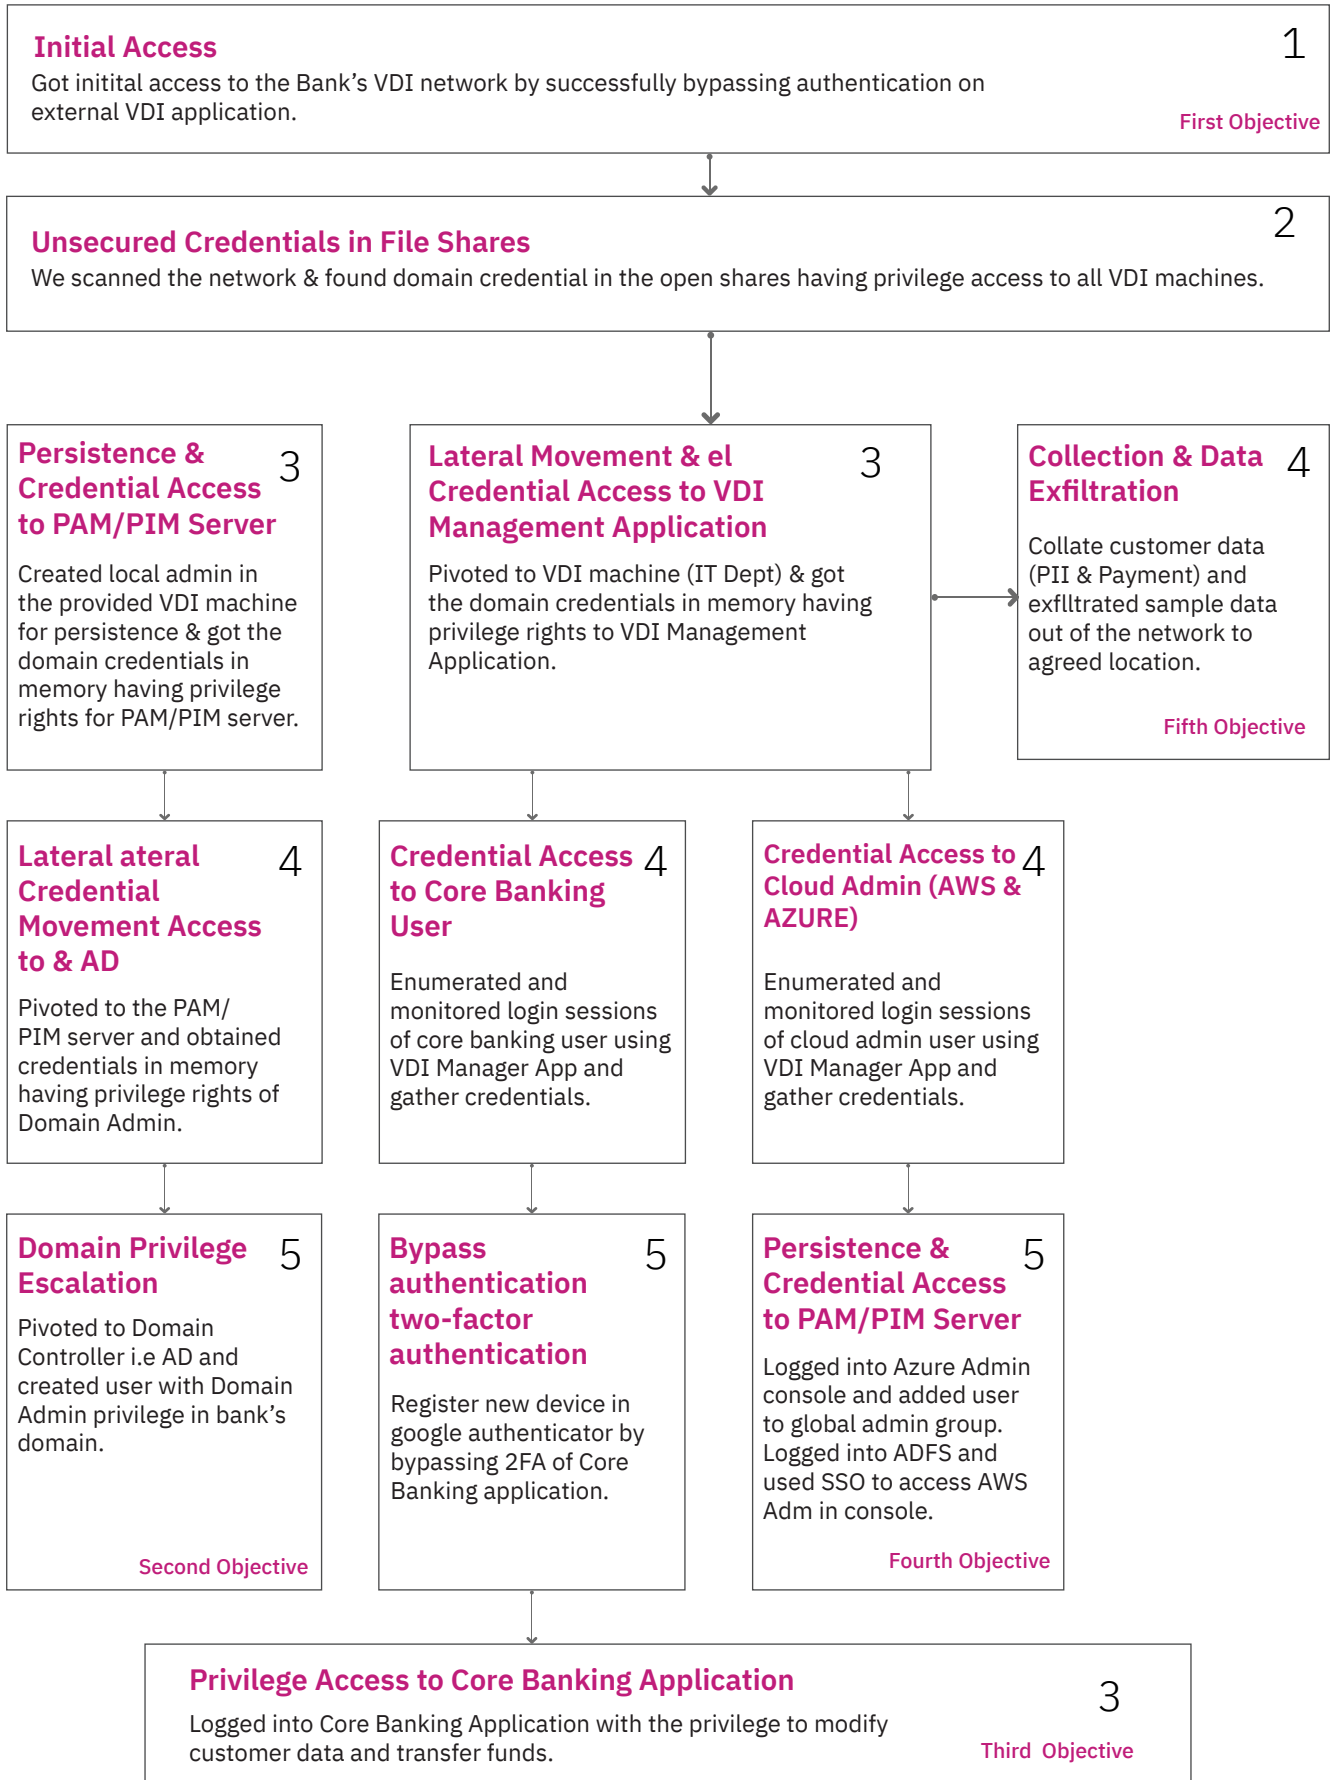 Initial Access
1
Got initital access to the Bank’s VDI network by successfully bypassing authentication on
external VDI application.
First Objective
Unsecured Credentials in File Shares
2
We scanned the network & found domain credential in the open shares having privilege access to all VDI machines.
Persistence &
Credential Access
to PAM/PIM Server
3
Created local admin in
the provided VDI machine
for persistence & got the
domain credentials in
memory having privilege
rights for PAM/PIM server.
Lateral Movement & el
Credential Access to VDI
Management Application
3
Pivoted to VDI machine (IT Dept) & got
the domain credentials in memory having
privilege rights to VDI Management
Application.
Collection & Data
Exfiltration
4
Collate customer data
(PII & Payment) and
exflltrated sample data
out of the network to
agreed location.
Fifth Objective
Lateral ateral
Credential
Movement Access
to & AD
4
Pivoted to the PAM/
PIM server and obtained
credentials in memory
having privilege rights of
Domain Admin.
Credential Access
to Core Banking
User
4
Enumerated and
monitored login sessions
of core banking user using
VDI Manager App and
gather credentials.
Credential Access to
Cloud Admin (AWS &
AZURE)
4
Enumerated and
monitored login sessions
of cloud admin user using
VDI Manager App and
gather credentials.
Domain Privilege
Escalation
5
Pivoted to Domain
Controller i.e AD and
created user with Domain
Admin privilege in bank’s
domain.
Second Objective
Bypass
authentication
two-factor
authentication
5
Register new device in
google authenticator by
bypassing 2FA of Core
Banking application.
Persistence &
Credential Access
to PAM/PIM Server
5
Logged into Azure Admin
console and added user
to global admin group.
Logged into ADFS and
used SSO to access AWS
Adm in console.
Fourth Objective
Privilege Access to Core Banking Application
3
Logged into Core Banking Application with the privilege to modify
customer data and transfer funds.
Third Objective